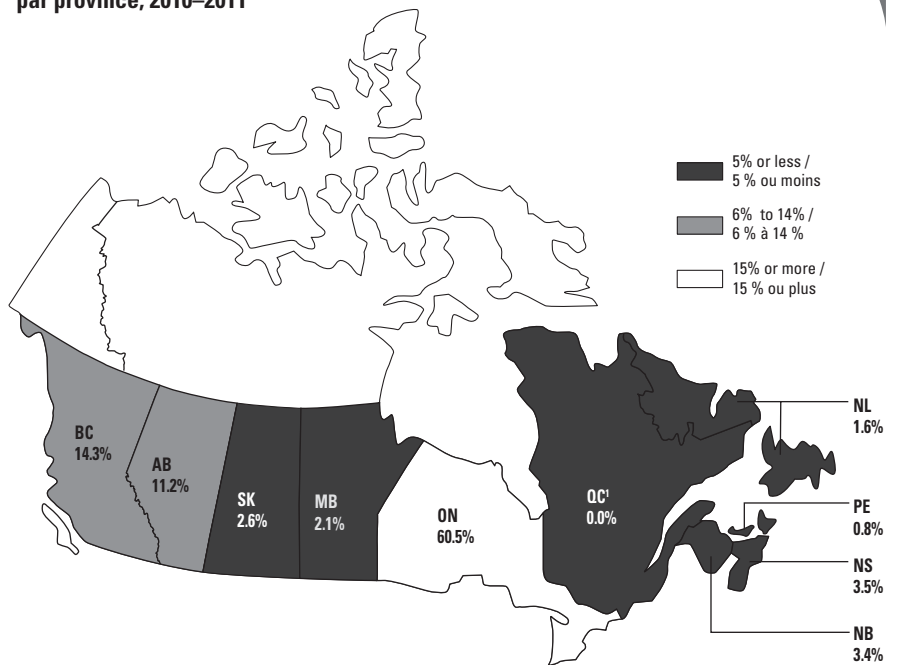 par province, 2010–2011
5% or less /
5 % ou moins
6% to 14% /
6 % à 14 %
15% or more /
15 % ou plus
BC
14.3%
AB
11.2%
SK
2.6%
MB
2.1%
ON
60.5%
QC¹
0.0%
NL
1.6%
PE
0.8%
NS
3.5%
NB
3.4%